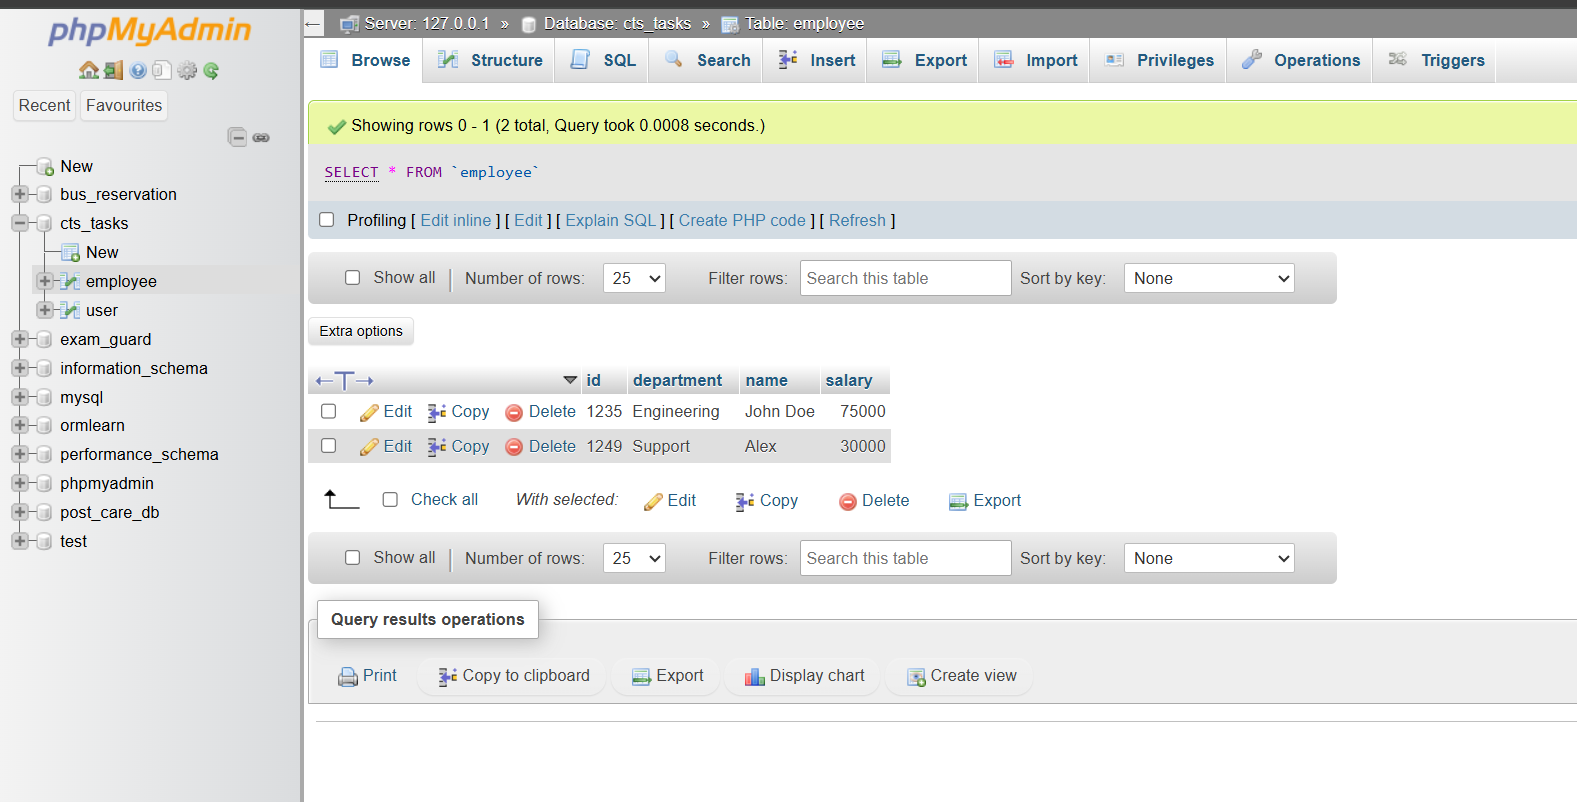 phpMyAdmin
Recent Favourites
New
bus_reservation
cts_tasks
New
employee
user
exam_guard
information_schema
mysql
ormlearn
performance_schema
phpmyadmin
post_care_db
test
Server: 127.0.0.1 » Database: cts_tasks » Table: employee
Browse Structure SQL Search Insert Export Import Privileges Operations Triggers
Showing rows 0 - 1 (2 total, Query took 0.0008 seconds.)
SELECT * FROM `employee`
Profiling [ Edit inline ] [ Edit ] [ Explain SQL ] [ Create PHP code ] [ Refresh ]
Show all Number of rows: 25 Filter rows: Search this table Sort by key: None
Extra options
id department name salary
Edit Copy Delete 1235 Engineering John Doe 75000
Edit Copy Delete 1249 Support Alex 30000
Check all With selected: Edit Copy Delete Export
Show all Number of rows: 25 Filter rows: Search this table Sort by key: None
Query results operations
Print Copy to clipboard Export Display chart Create view